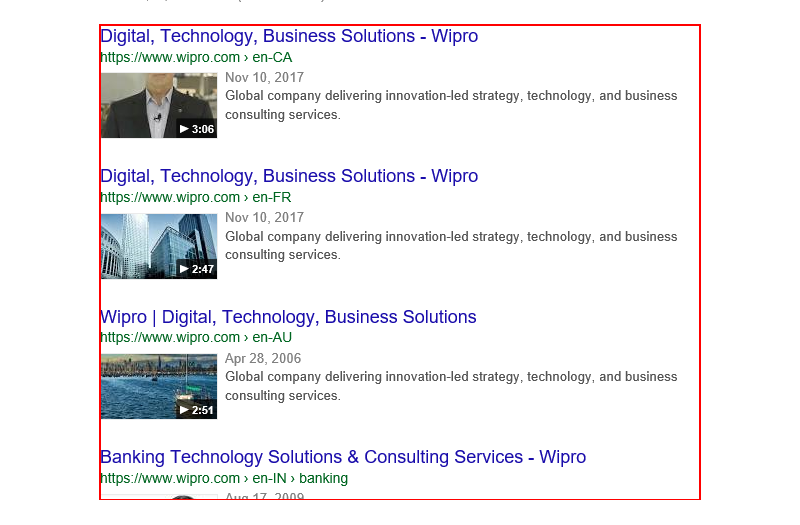 Digital, Technology, Business Solutions - Wipro
https://www.wipro.com › en-CA
Nov 10, 2017
Global company delivering innovation-led strategy, technology, and business
consulting services.
3:06
Digital, Technology, Business Solutions - Wipro
https://www.wipro.com › en-FR
Nov 10, 2017
Global company delivering innovation-led strategy, technology, and business
consulting services.
2:47
Wipro | Digital, Technology, Business Solutions
https://www.wipro.com › en-AU
Apr 28, 2006
Global company delivering innovation-led strategy, technology, and business
consulting services.
2:51
Banking Technology Solutions & Consulting Services - Wipro
https://www.wipro.com › en-IN › banking
Aug 17, 2009